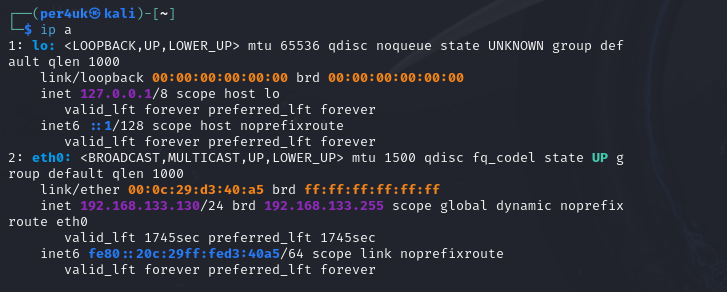 ┌──(per4uk㉿kali)-[~]
└─$ ip a
1: lo: <LOOPBACK,UP,LOWER_UP> mtu 65536 qdisc noqueue state UNKNOWN group def
ault qlen 1000
    link/loopback 00:00:00:00:00:00 brd 00:00:00:00:00:00
    inet 127.0.0.1/8 scope host lo
       valid_lft forever preferred_lft forever
    inet6 ::1/128 scope host noprefixroute
       valid_lft forever preferred_lft forever
2: eth0: <BROADCAST,MULTICAST,UP,LOWER_UP> mtu 1500 qdisc fq_codel state UP g
roup default qlen 1000
    link/ether 00:0c:29:d3:40:a5 brd ff:ff:ff:ff:ff:ff
    inet 192.168.133.130/24 brd 192.168.133.255 scope global dynamic noprefix
route eth0
       valid_lft 1745sec preferred_lft 1745sec
    inet6 fe80::20c:29ff:fed3:40a5/64 scope link noprefixroute
       valid_lft forever preferred_lft forever